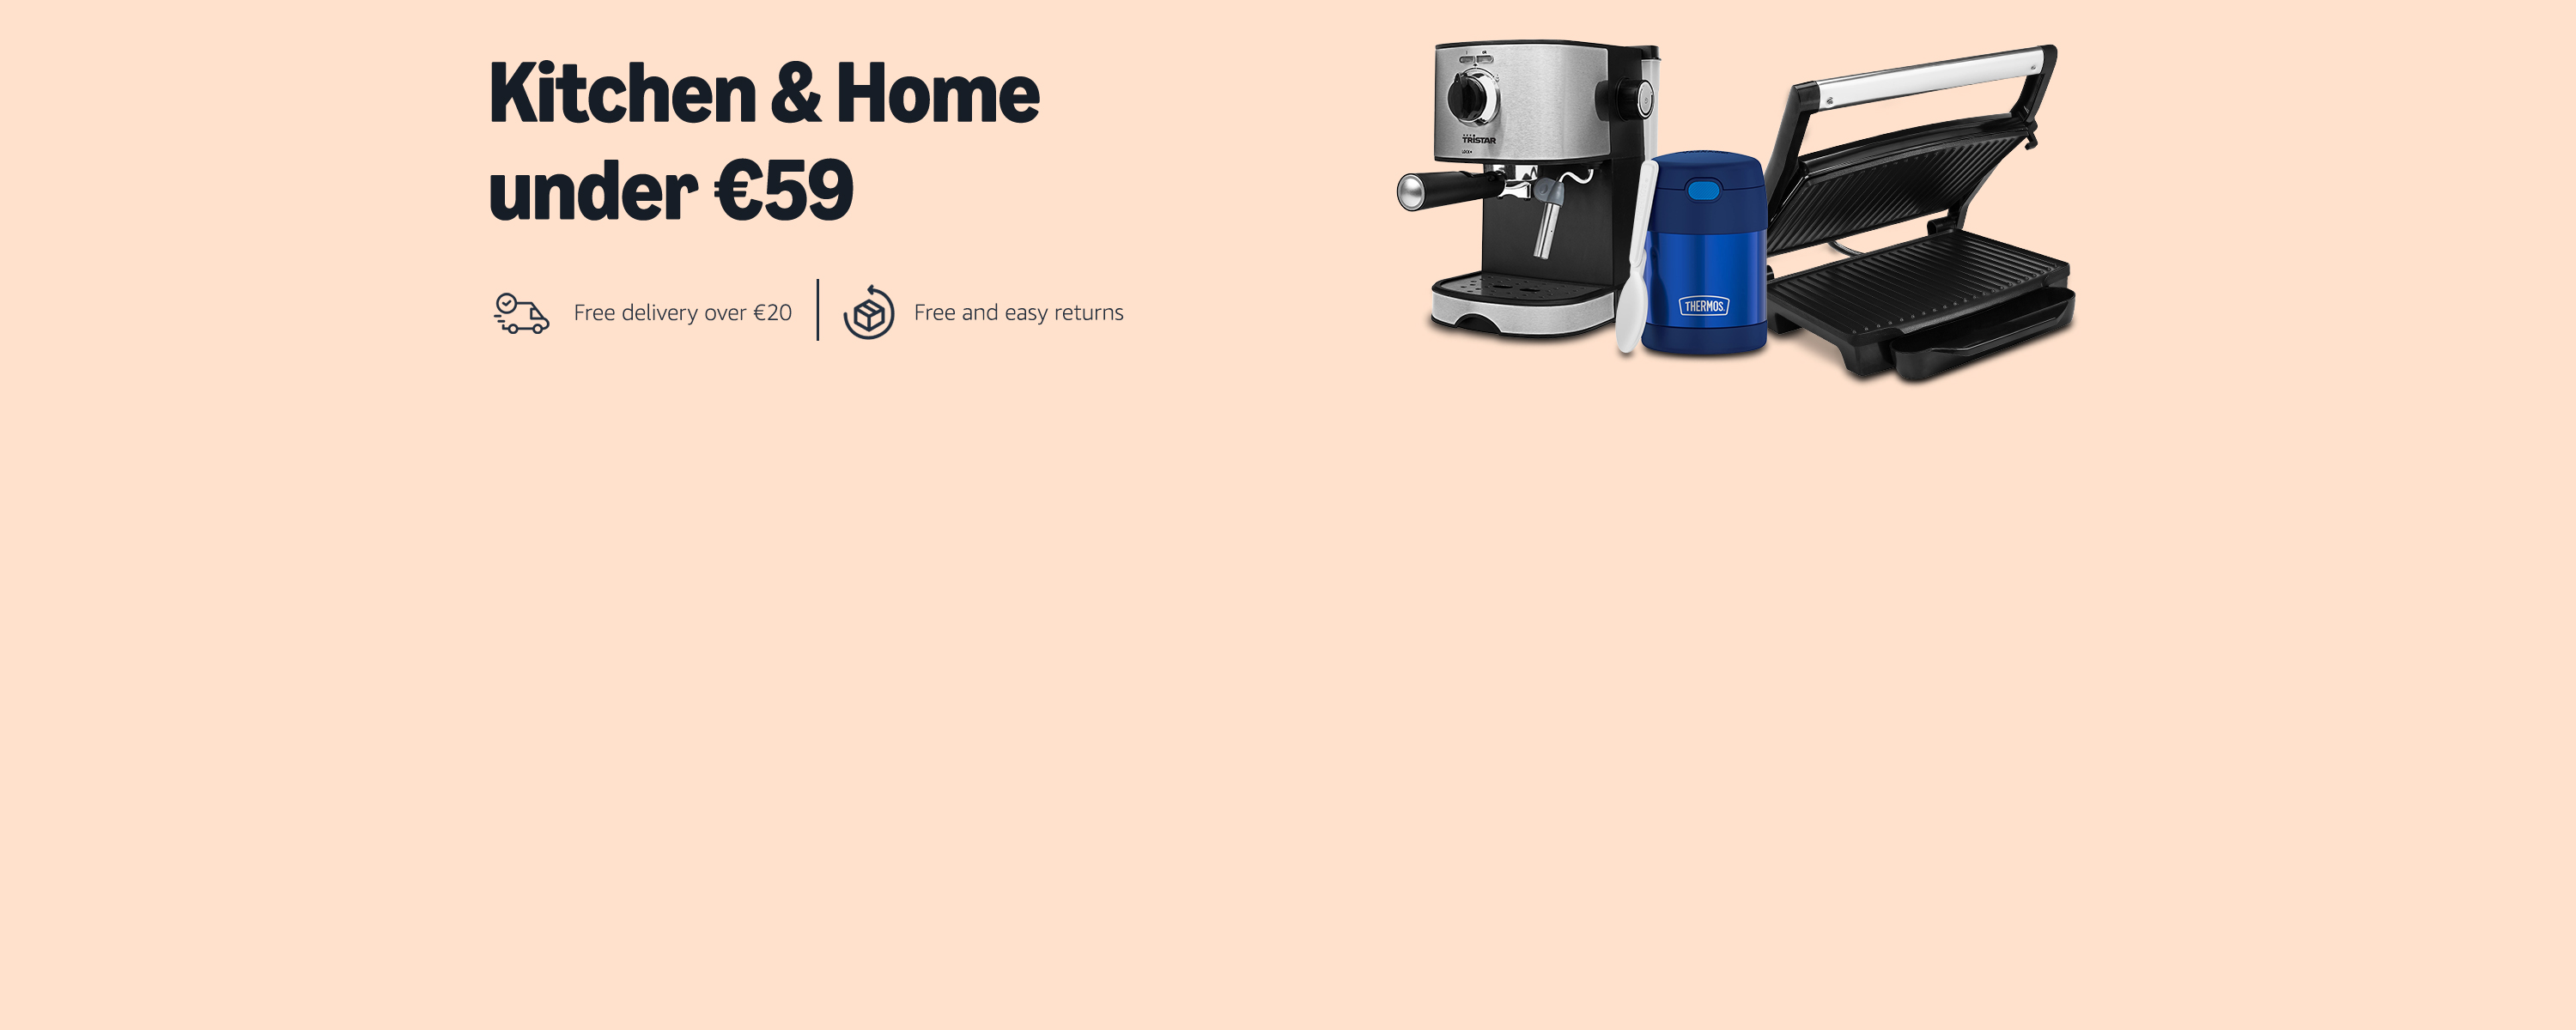 Kitchen & Home
under €59
Free delivery over €20
Free and easy returns
TRISTAR
THERMOS.